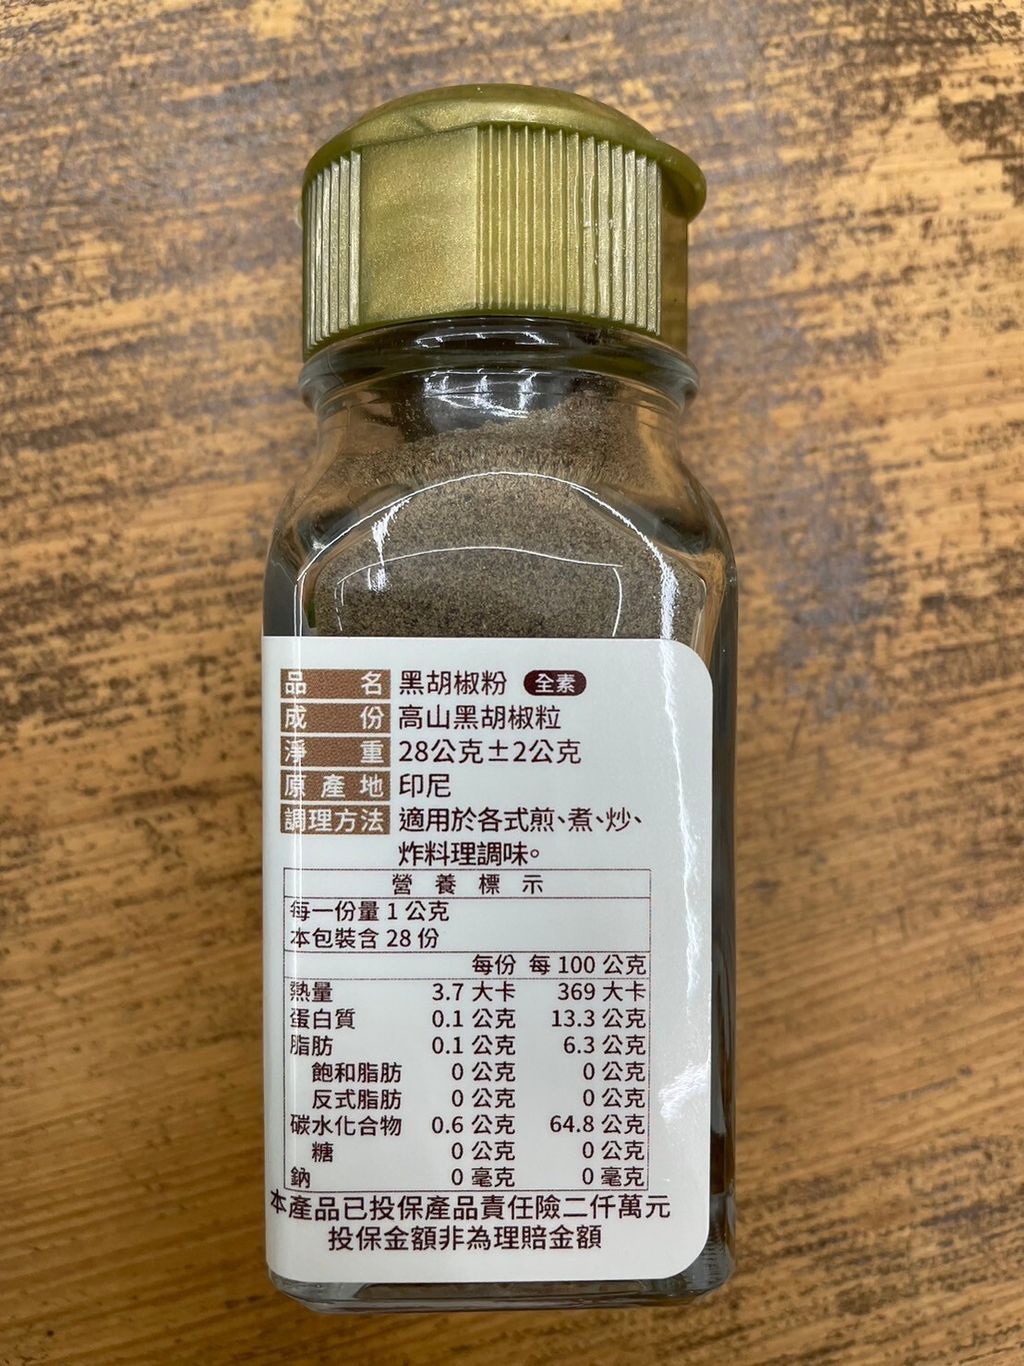 品名 黑胡椒粉 全素
成份 高山黑胡椒粒
淨重 28公克±2公克
原產地 印尼
調理方法 適用於各式煎、煮、炒、
炸料理調味。
營養標示
每一份量 1 公克
本包裝含 28 份
每份 每 100 公克
熱量 3.7 大卡 369 大卡
蛋白質 0.1 公克 13.3 公克
脂肪 0.1 公克 6.3 公克
飽和脂肪 0 公克 0 公克
反式脂肪 0 公克 0 公克
碳水化合物 0.6 公克 64.8 公克
糖 0 公克 0 公克
鈉 0 毫克 0 毫克
本產品已投保產品責任險二仟萬元
投保金額非為理賠金額